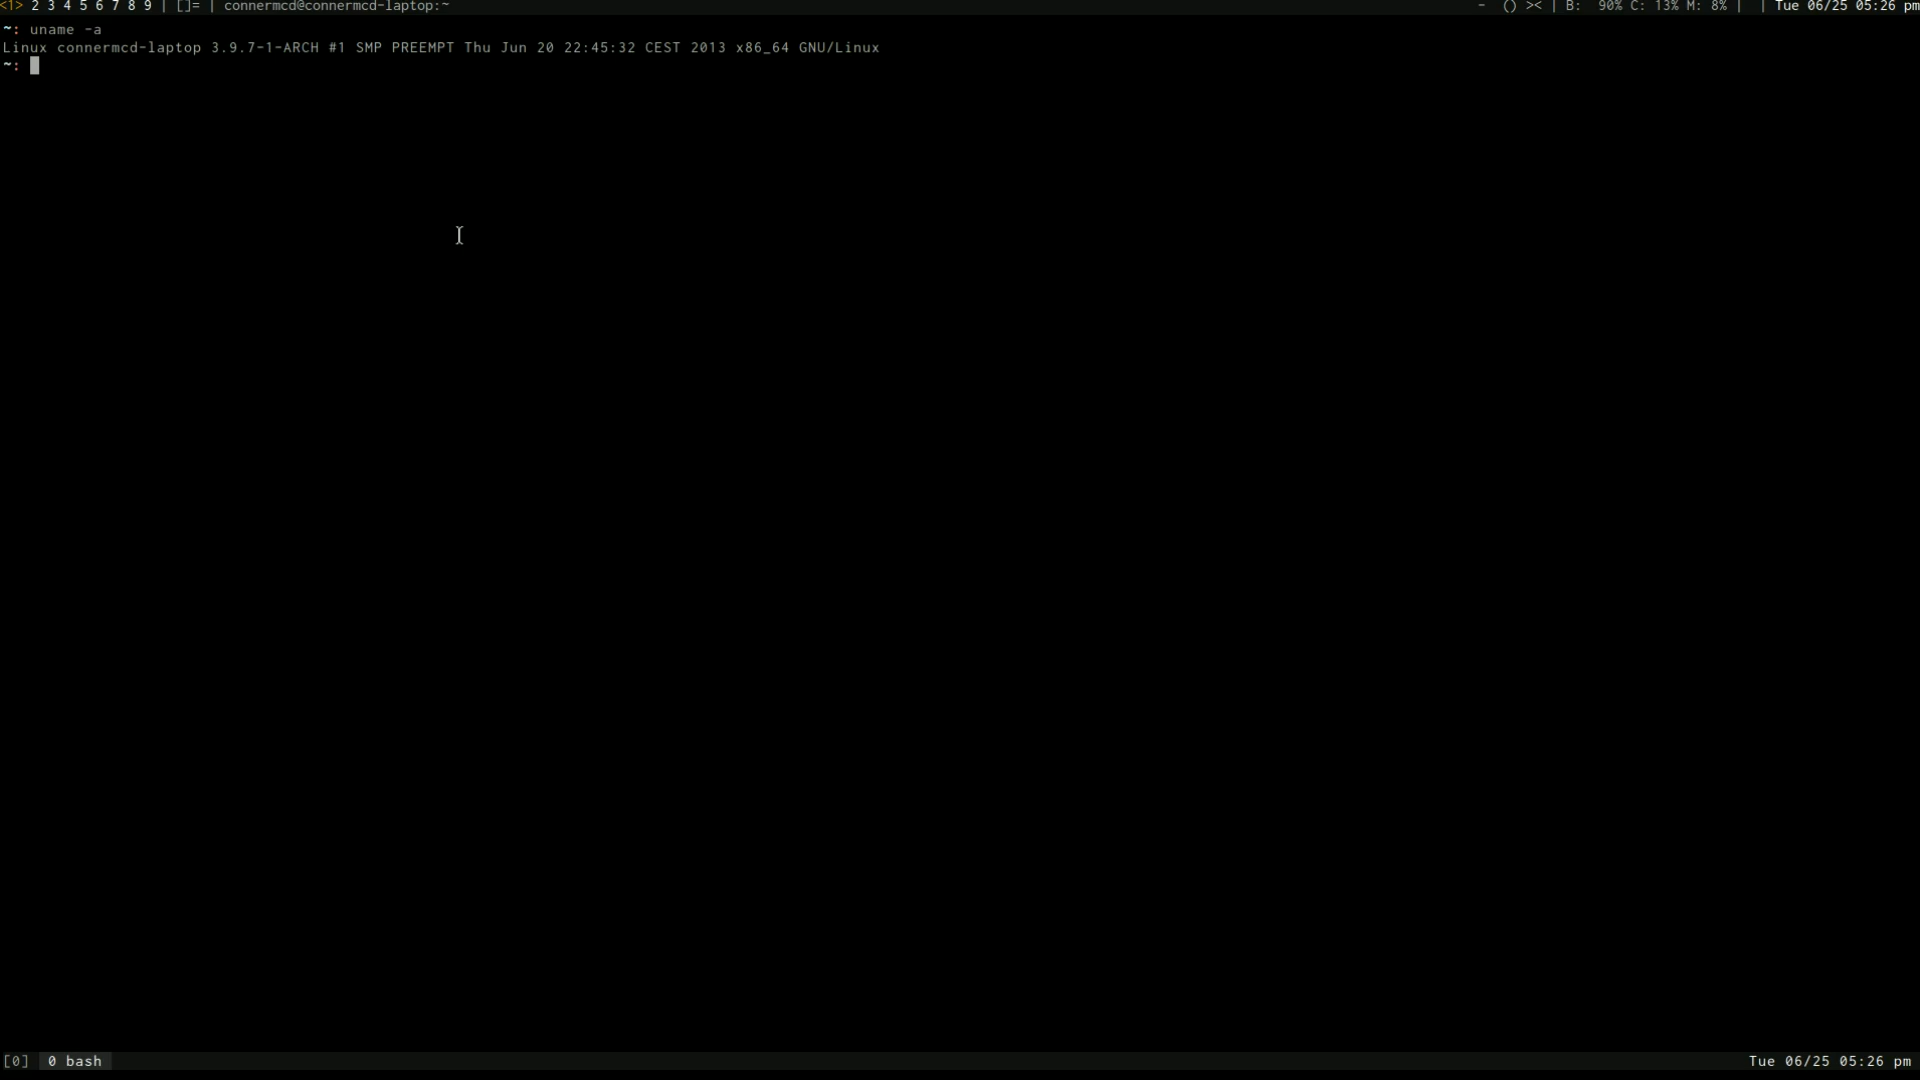 <1> 2 3 4 5 6 7 8 9 | []= | connermcd@connermcd-laptop:~ - () >< | B: 90% C: 13% M: 8% | | Tue 06/25 05:26 pm
~: uname -a
Linux connermcd-laptop 3.9.7-1-ARCH #1 SMP PREEMPT Thu Jun 20 22:45:32 CEST 2013 x86_64 GNU/Linux
~:
[0] 0 bash Tue 06/25 05:26 pm